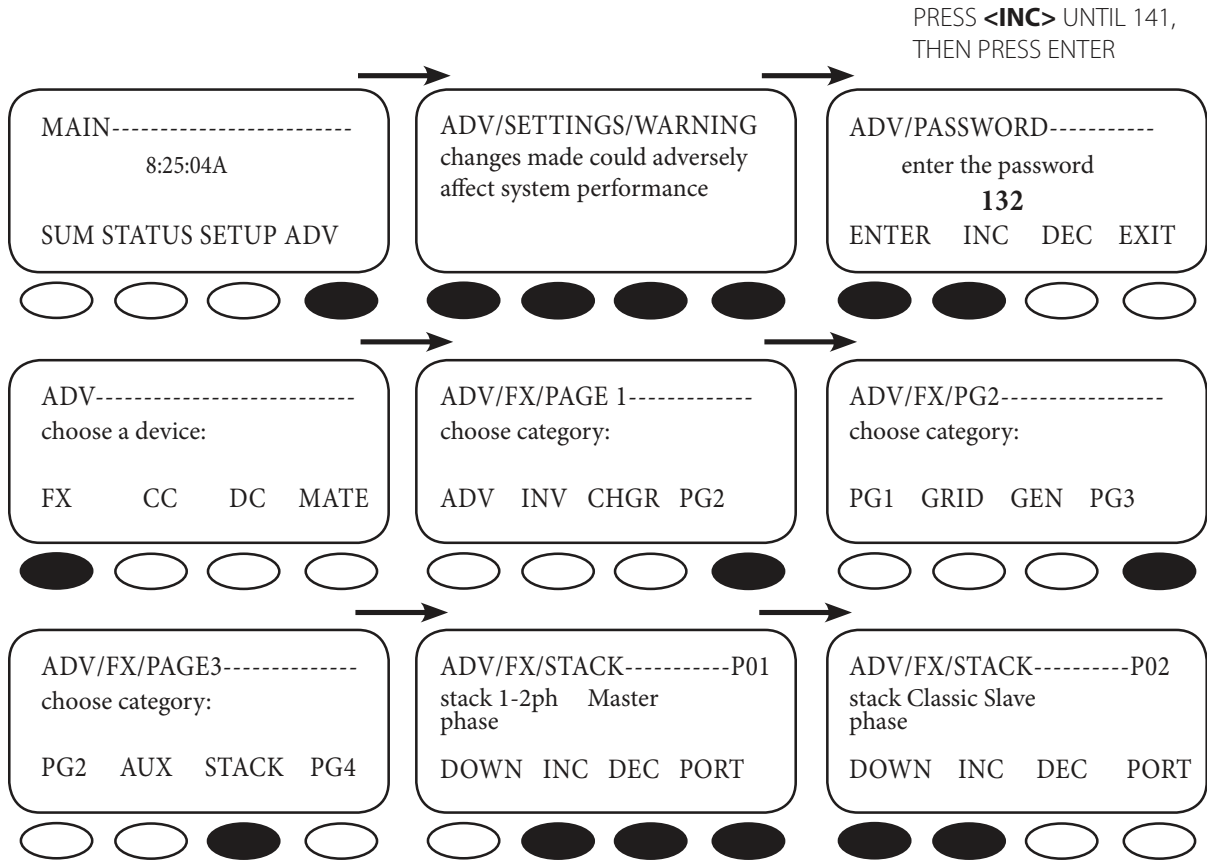 PRESS <INC> UNTIL 141,
THEN PRESS ENTER
MAIN-------------------------
8:25:04A
SUM STATUS SETUP ADV
ADV/SETTINGS/WARNING
changes made could adversely
affect system performance
ADV/PASSWORD-----------
enter the password
132
ENTER INC DEC EXIT
ADV---------------------------
choose a device:
FX CC DC MATE
ADV/FX/PAGE 1-------------
choose category:
ADV INV CHGR PG2
ADV/FX/PG2-----------------
choose category:
PG1 GRID GEN PG3
ADV/FX/PAGE3--------------
choose category:
PG2 AUX STACK PG4
ADV/FX/STACK-----------P01
stack 1-2ph Master
phase
DOWN INC DEC PORT
ADV/FX/STACK----------P02
stack Classic Slave
phase
DOWN INC DEC PORT